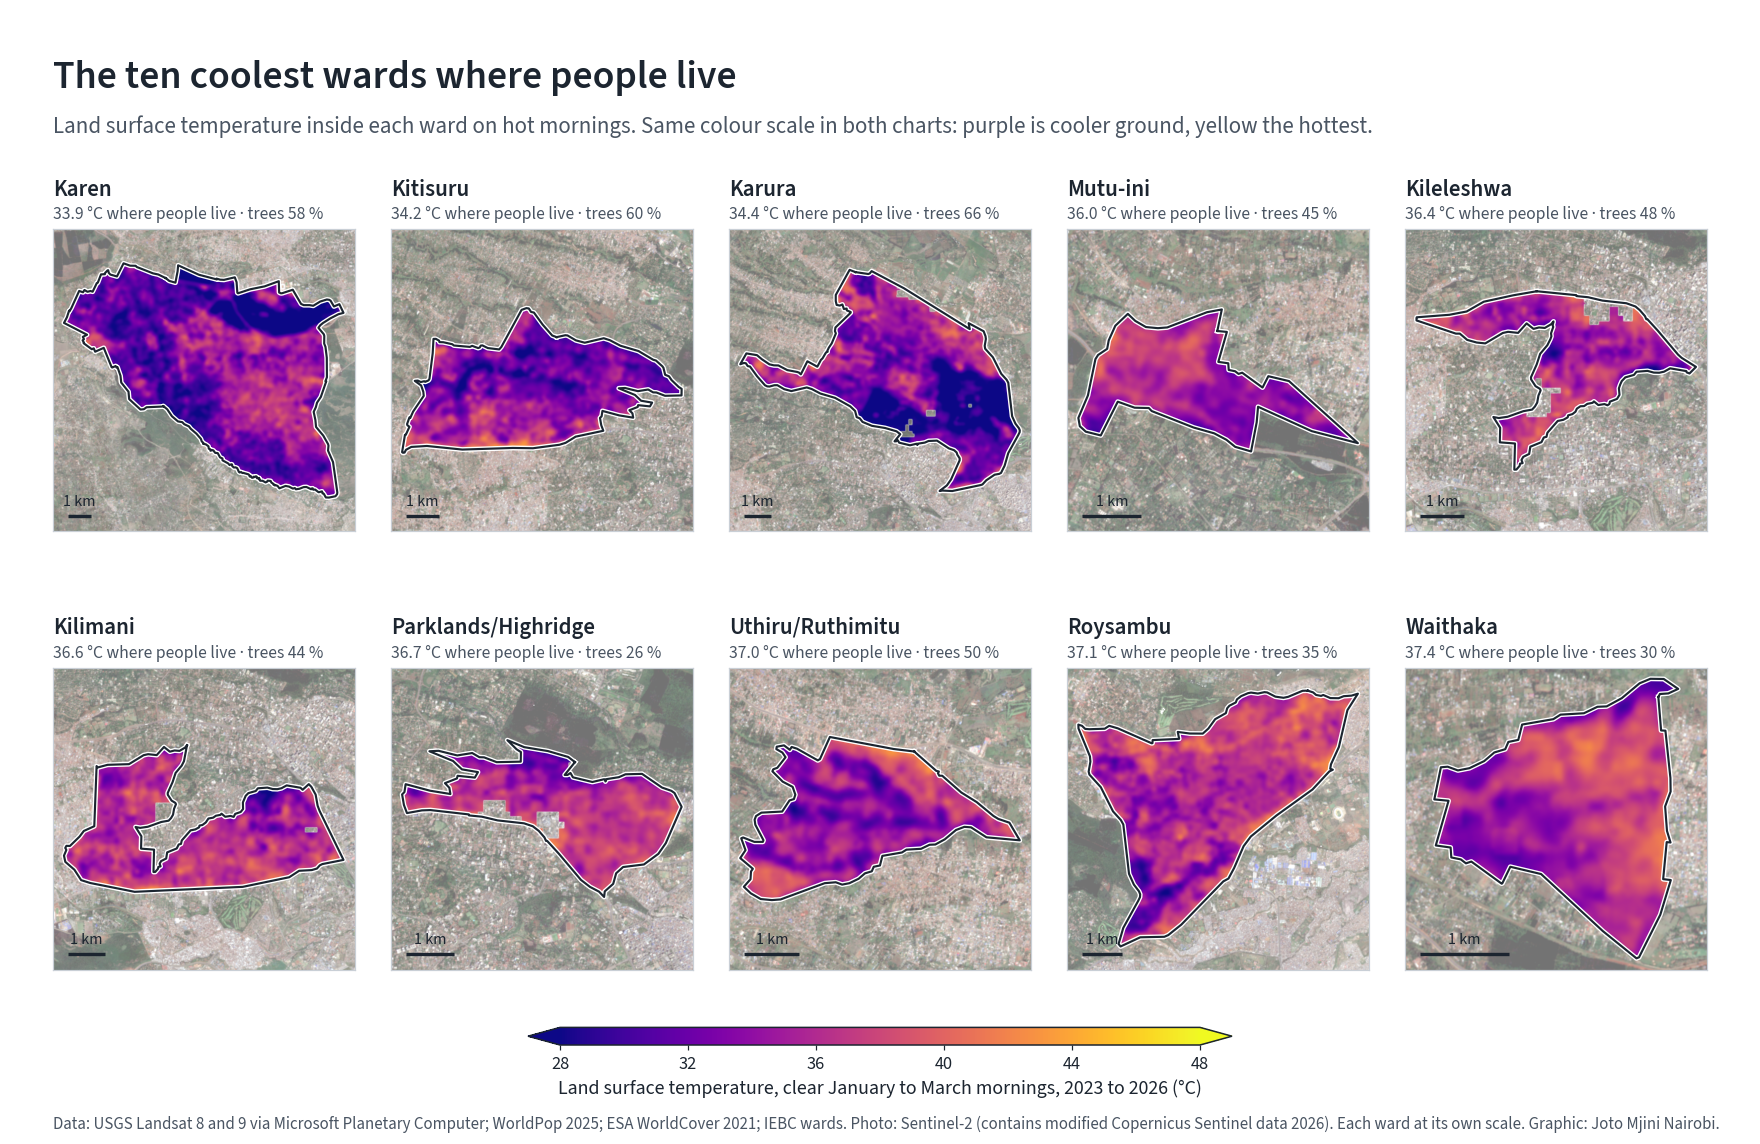 The ten coolest wards where people live
Land surface temperature inside each ward on hot mornings. Same colour scale in both charts: purple is cooler ground, yellow the hottest.
Karen
33.9 °C where people live · trees 58 %
1 km
Kitisuru
34.2 °C where people live · trees 60 %
1 km
Karura
34.4 °C where people live · trees 66 %
1 km
Mutu-ini
36.0 °C where people live · trees 45 %
1 km
Kileleshwa
36.4 °C where people live · trees 48 %
1 km
Kilimani
36.6 °C where people live · trees 44 %
1 km
Parklands/Highridge
36.7 °C where people live · trees 26 %
1 km
Uthiru/Ruthimitu
37.0 °C where people live · trees 50 %
1 km
Roysambu
37.1 °C where people live · trees 35 %
1 km
Waithaka
37.4 °C where people live · trees 30 %
1 km
28 32 36 40 44 48
Land surface temperature, clear January to March mornings, 2023 to 2026 (°C)
Data: USGS Landsat 8 and 9 via Microsoft Planetary Computer; WorldPop 2025; ESA WorldCover 2021; IEBC wards. Photo: Sentinel-2 (contains modified Copernicus Sentinel data 2026). Each ward at its own scale. Graphic: Joto Mjini Nairobi.